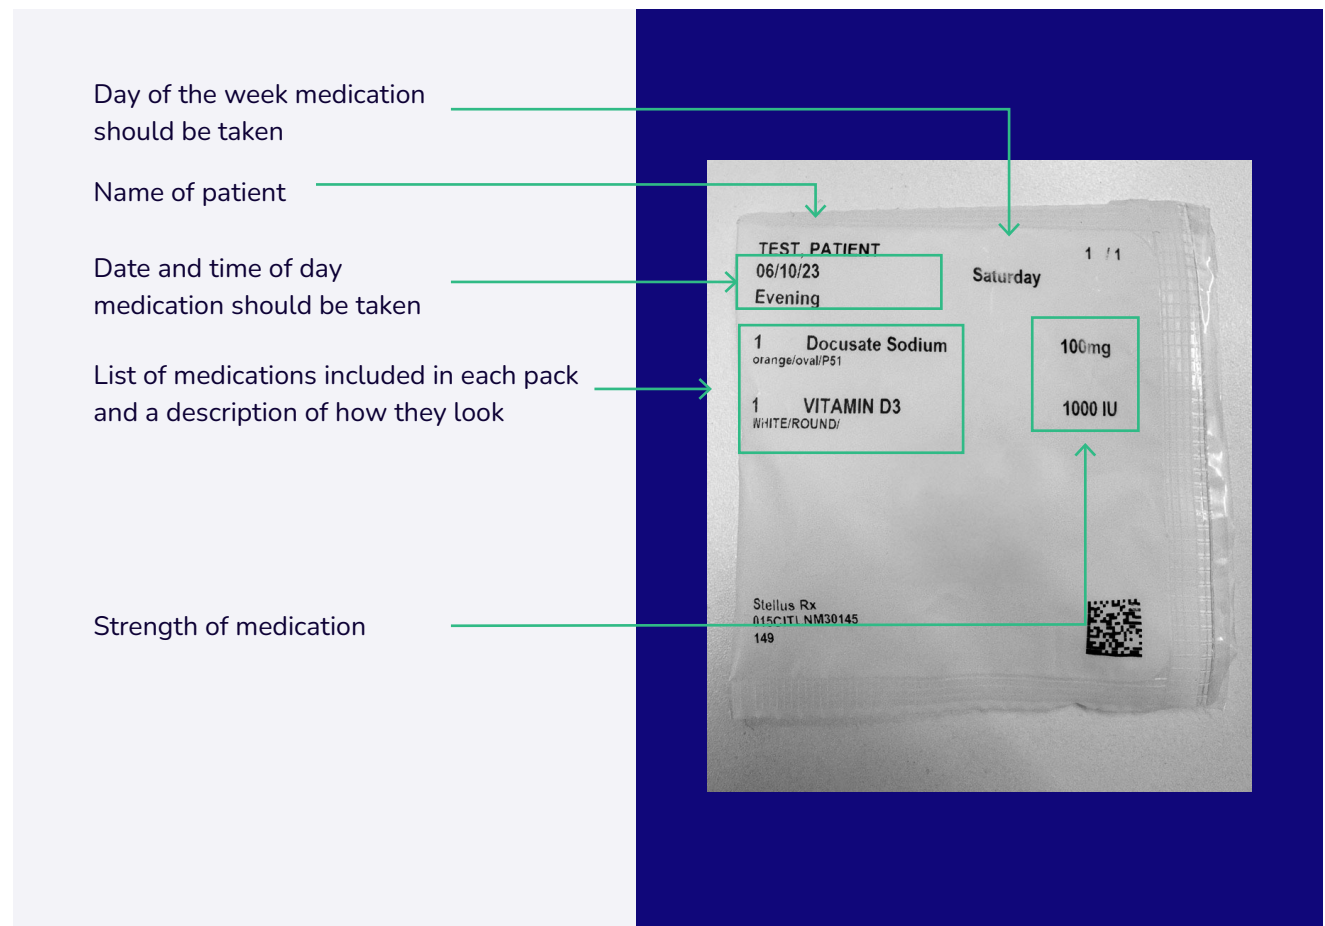 Day of the week medication
should be taken
Name of patient
Date and time of day
medication should be taken
List of medications included in each pack
and a description of how they look
Strength of medication
TEST, PATIENT
1 / 1
06/10/23
Saturday
Evening
1 Docusate Sodium 100mg
orange/oval/P51
1 VITAMIN D3 1000 IU
WHITE/ROUND/
Stellus Rx
149